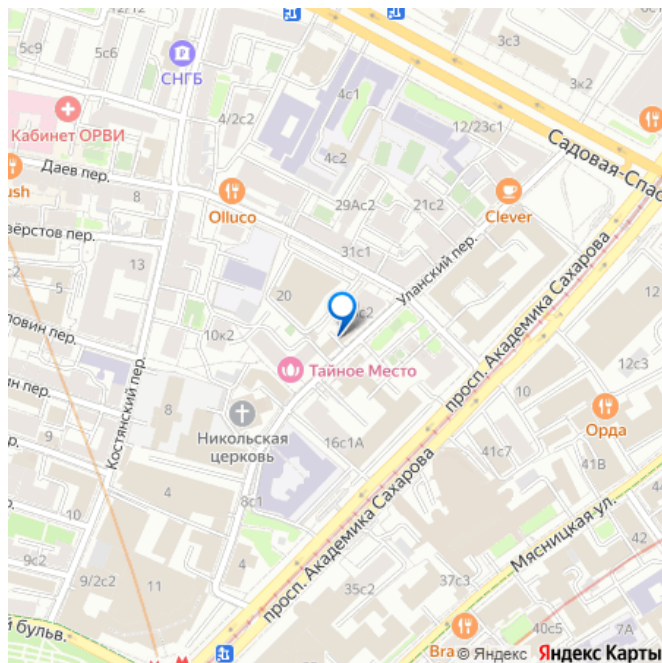 5с9
5с6
СНГБ
3с3
3к2
4с1
4/2с2
12/23с1
Кабинет ОРВИ
Садовая-Спас
4с2
Даев пер.
ush
8
Olluco
29Ас2
21с2
Clever
вёрстов пер.
31с1
13
Уланский пер.
5
20
с2
12
10к2
просп. Академика Сахарова
ловин пер.
Тайное Место
12с3
10
ин пер.
Костянский пер.
8
Орда
Никольская
церковь
9
16с1А
41с7
41В
4
8с1
Мясницкая ул.
10
42
9с2
4
35с2
37с3
9/2с2
11
просп. Академика Сахарова
й бульв.
Bra
40с5
7А
© Яндекс
Яндекс Карты